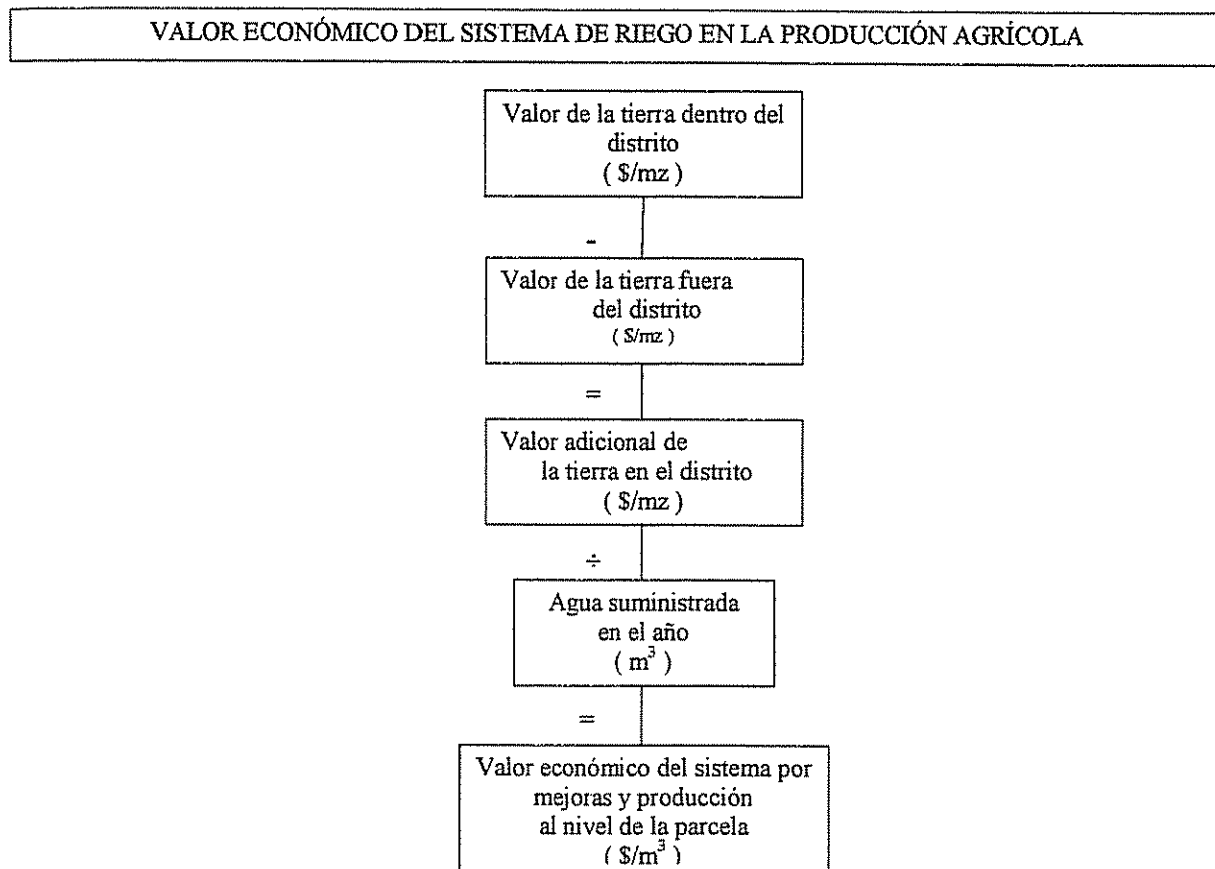 VALOR ECONÓMICO DEL SISTEMA DE RIEGO EN LA PRODUCCIÓN AGRÍCOLA
Valor de la tierra dentro del
distrito
( $/mz )
-
Valor de la tierra fuera
del distrito
( $/mz )
=
Valor adicional de
la tierra en el distrito
( $/mz )
÷
Agua suministrada
en el año
( m³ )
=
Valor económico del sistema por
mejoras y producción
al nivel de la parcela
( $/m³ )